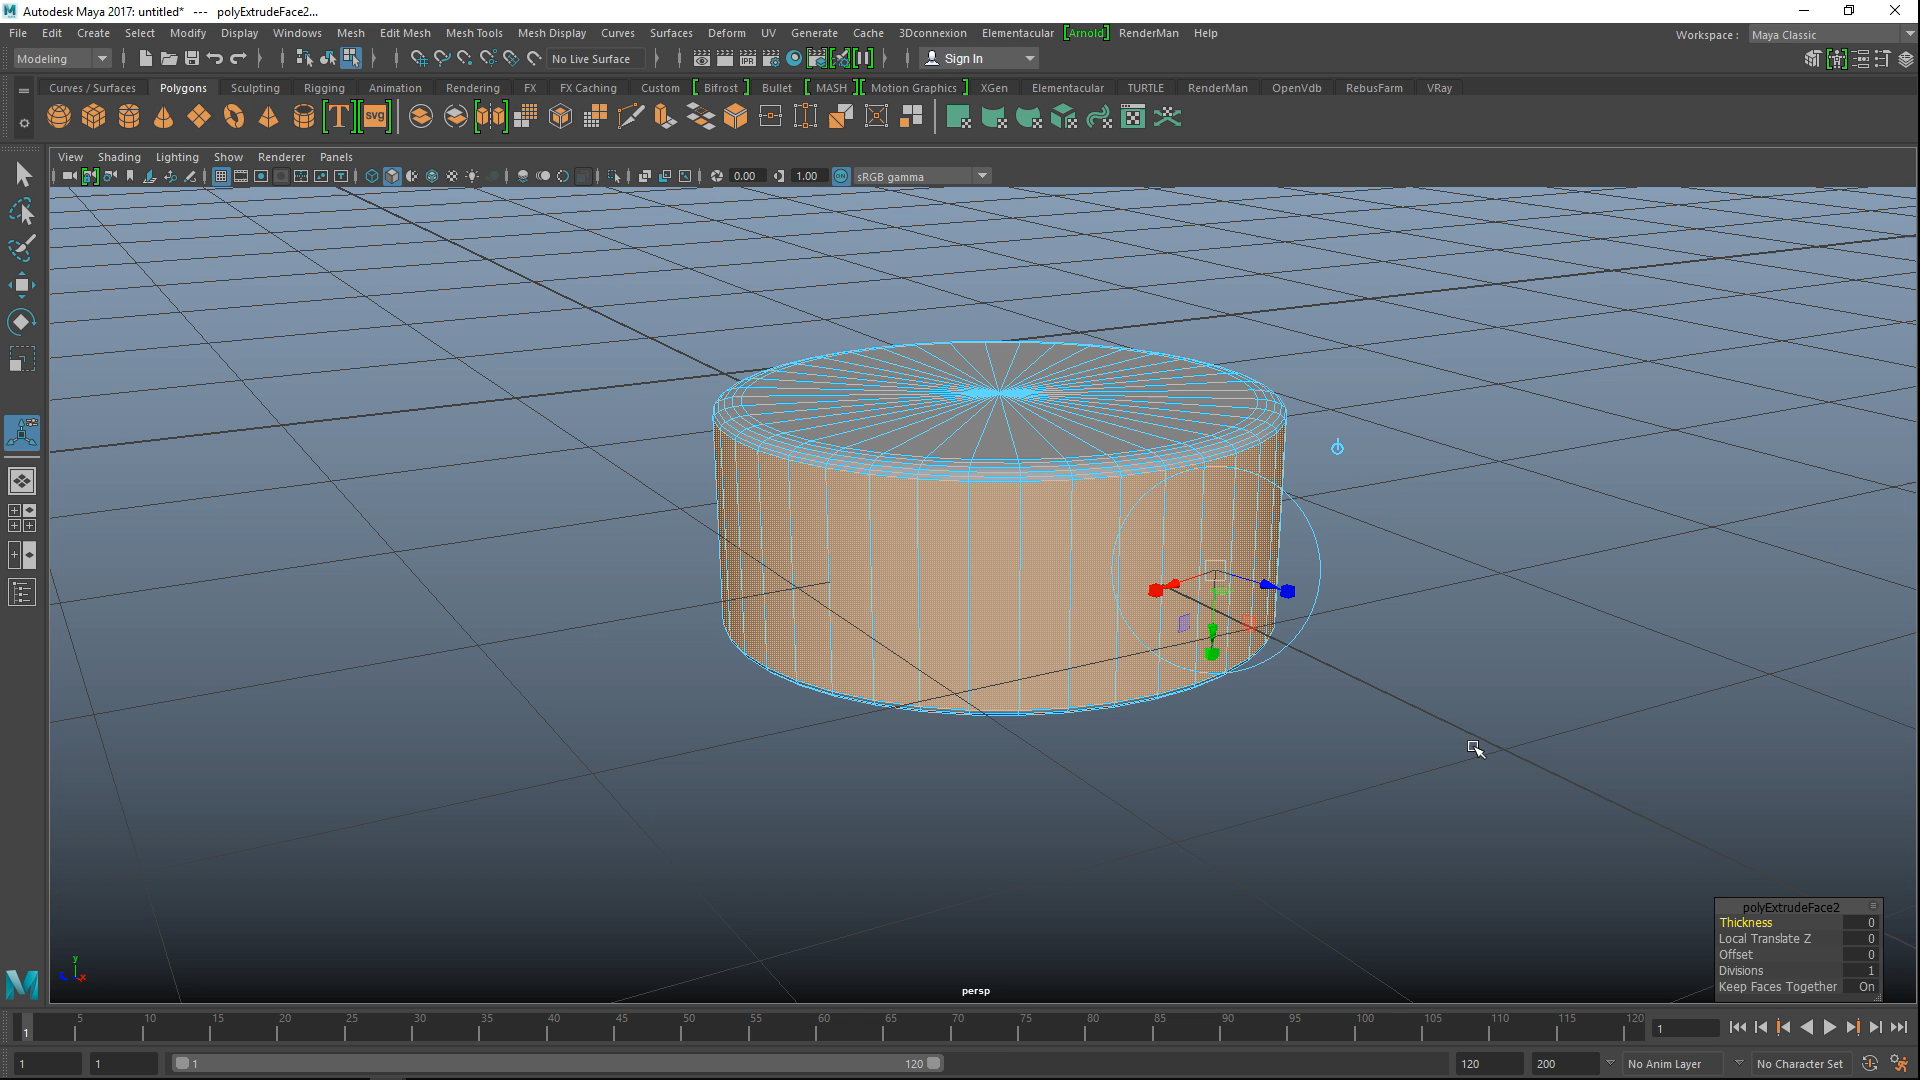 Autodesk Maya 2017: untitled* --- polyExtrudeFace2...
File Edit Create Select Modify Display Windows Mesh Edit Mesh Mesh Tools Mesh Display Curves Surfaces Deform UV Generate Cache 3Dconnexion Elementacular [Arnold] RenderMan Help
Workspace : Maya Classic
Modeling No Live Surface IPR Sign In
Curves / Surfaces Polygons Sculpting Rigging Animation Rendering FX FX Caching Custom [ Bifrost ] Bullet [ MASH ][ Motion Graphics ] XGen Elementacular TURTLE RenderMan OpenVdb RebusFarm VRay
T svg
View Shading Lighting Show Renderer Panels
0.00 1.00 ON sRGB gamma
polyExtrudeFace2
Thickness 0
Local Translate Z 0
Offset 0
Divisions 1
Keep Faces Together On
y
x
persp
M
1 5 10 15 20 25 30 35 40 45 50 55 60 65 70 75 80 85 90 95 100 105 110 115 120 1
1 1 1 120 120 200 No Anim Layer No Character Set